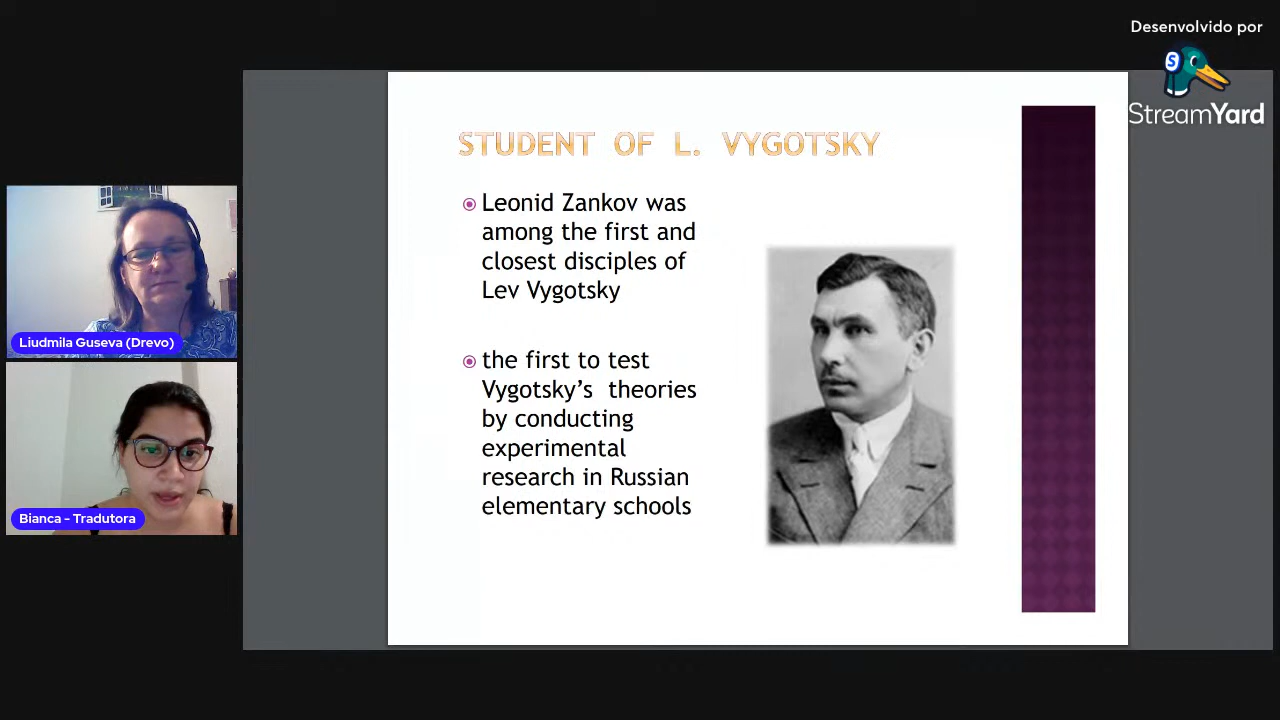 Desenvolvido por
StreamYard
STUDENT OF L. VYGOTSKY
Leonid Zankov was
among the first and
closest disciples of
Lev Vygotsky
the first to test
Vygotsky's theories
by conducting
experimental
research in Russian
elementary schools
Liudmila Guseva (Drevo)
Bianca - Tradutora